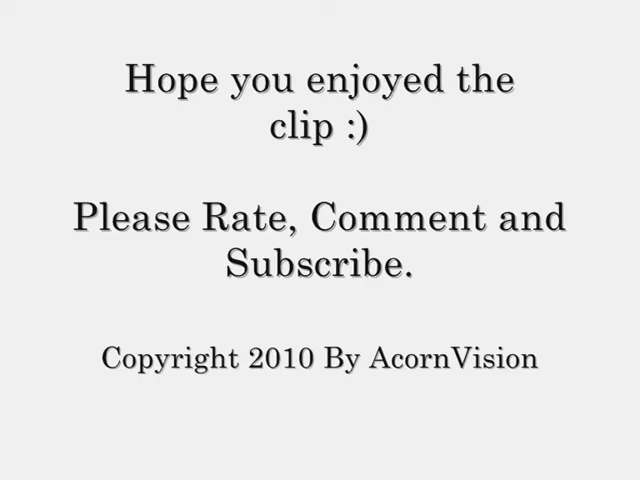 Hope you enjoyed the
clip :)
Please Rate, Comment and
Subscribe.
Copyright 2010 By AcornVision